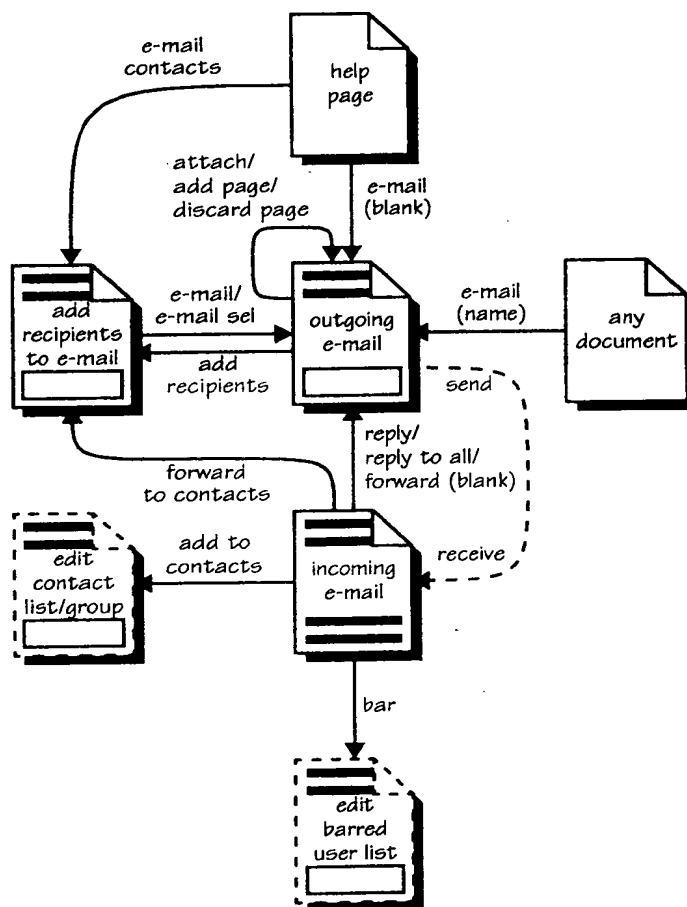 e-mail
contacts
help
page
attach/
add page/
discard page
e-mail
(blank)
add
recipients
to e-mail
e-mail/
e-mail sel
add
recipients
outgoing
e-mail
e-mail
(name)
any
document
send
reply/
reply to all/
forward (blank)
forward
to contacts
edit
contact
list/group
add to
contacts
incoming
e-mail
receive
bar
edit
barred
user list